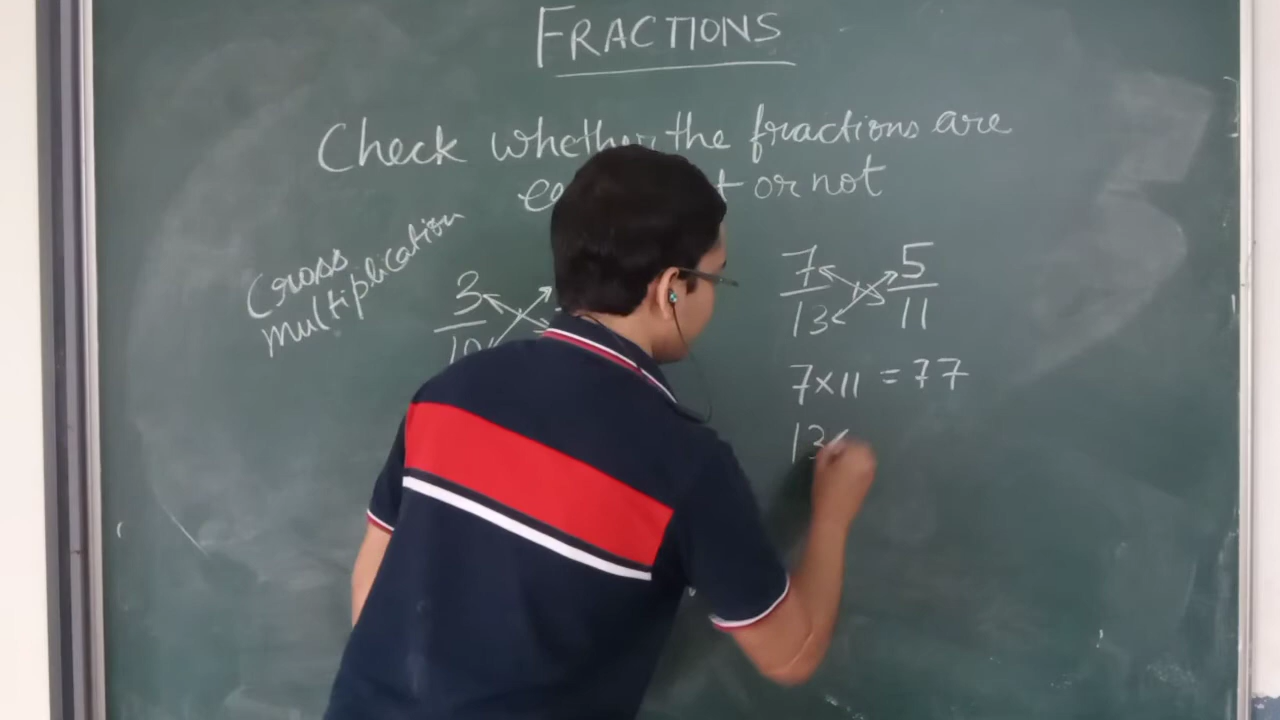 FRACTIONS
Check whether the fractions are
or not
Cross
multiplication
3
10
7 5
13 11
7×11 = 77
13